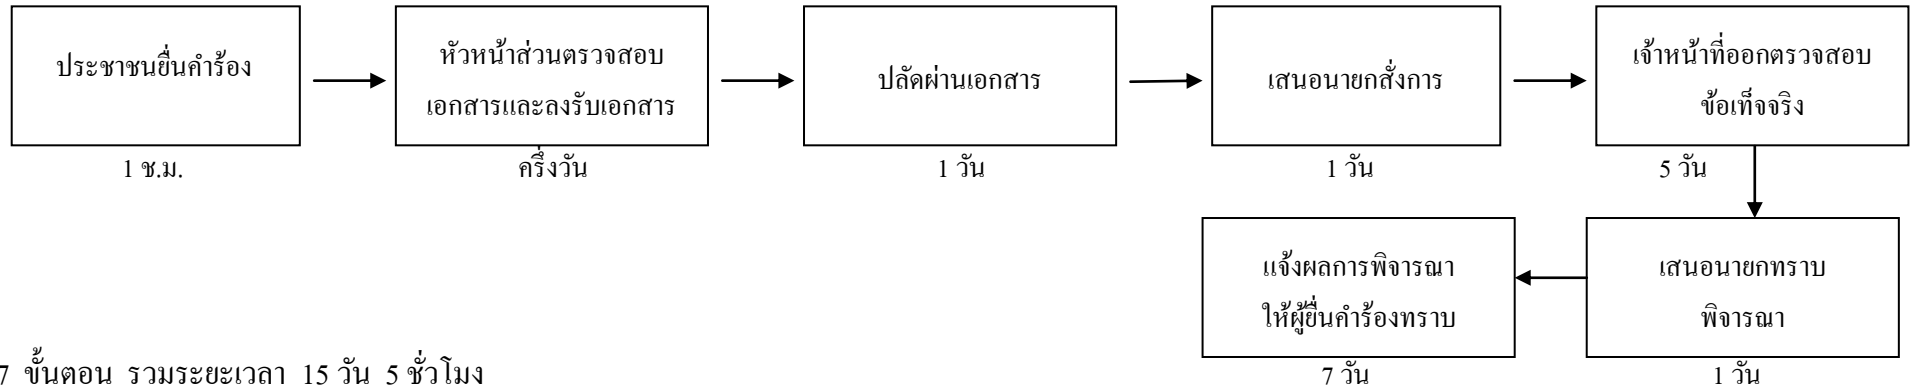 ประชาชนยื่นคำร้อง
1 ช.ม.
หัวหน้าส่วนตรวจสอบ
เอกสารและลงรับเอกสาร
ครึ่งวัน
ปลัดผ่านเอกสาร
1 วัน
เสนอนายกสั่งการ
1 วัน
เจ้าหน้าที่ออกตรวจสอบ
ข้อเท็จจริง
5 วัน
เสนอนายกทราบ
พิจารณา
1 วัน
แจ้งผลการพิจารณา
ให้ผู้ยื่นคำร้องทราบ
7 วัน
7 ขั้นตอน รวมระยะเวลา 15 วัน 5 ชั่วโมง